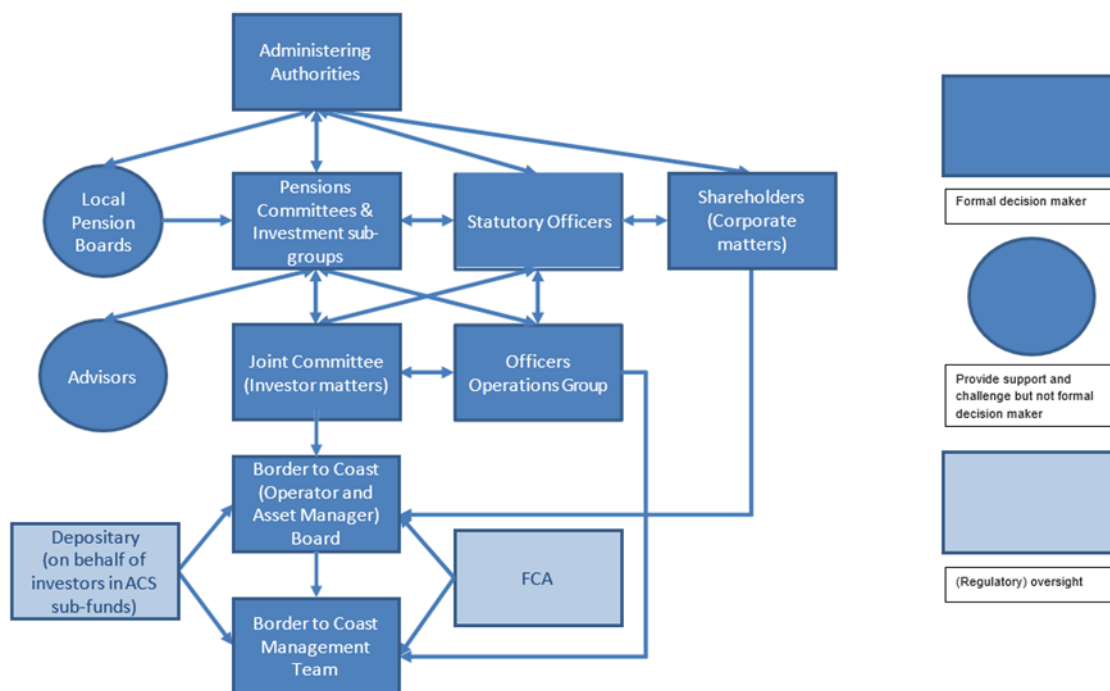 Administering
Authorities
Local
Pension
Boards
Pensions
Committees &
Investment sub-
groups
Statutory Officers
Shareholders
(Corporate
matters)
Formal decision maker
Advisors
Joint Committee
(Investor matters)
Officers
Operations Group
Provide support and
challenge but not formal
decision maker
Border to Coast
(Operator and
Asset Manager)
Board
Depositary
(on behalf of
investors in ACS
sub-funds)
FCA
(Regulatory) oversight
Border to Coast
Management
Team